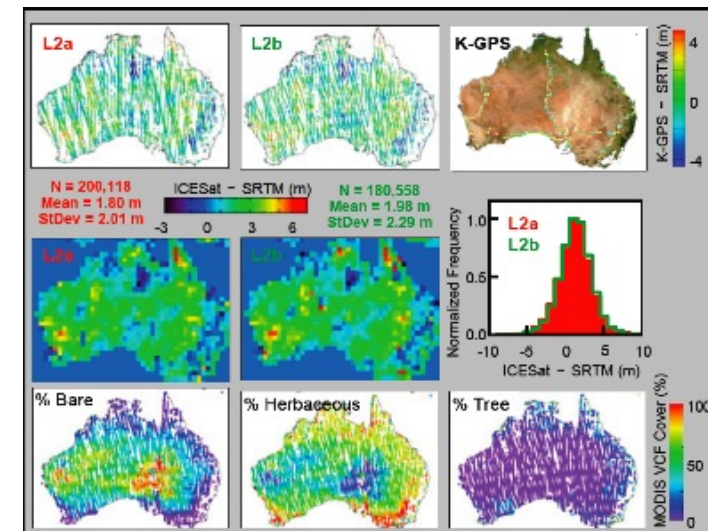 L2a
L2b
K-GPS
K-GPS – SRTM (m)
4
0
-4
N = 200,118
Mean = 1.80 m
StDev = 2.01 m
ICESat – SRTM (m)
-3 0 3 6
N = 180,558
Mean = 1.98 m
StDev = 2.29 m
L2a
L2b
Normalized Frequency
1.0
0.5
0.0
L2a
L2b
-10 -5 0 5 10
ICESat – SRTM (m)
% Bare
% Herbaceous
% Tree
MODIS VCF Cover (%)
100
50
0